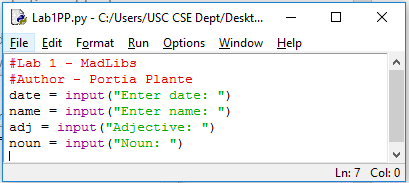 Lab1PP.py - C:/Users/USC CSE Dept/Deskt...
File Edit Format Run Options Window Help
#Lab 1 - MadLibs
#Author - Portia Plante
date = input("Enter date: ")
name = input("Enter name: ")
adj = input("Adjective: ")
noun = input("Noun: ")
Ln: 7 Col: 0